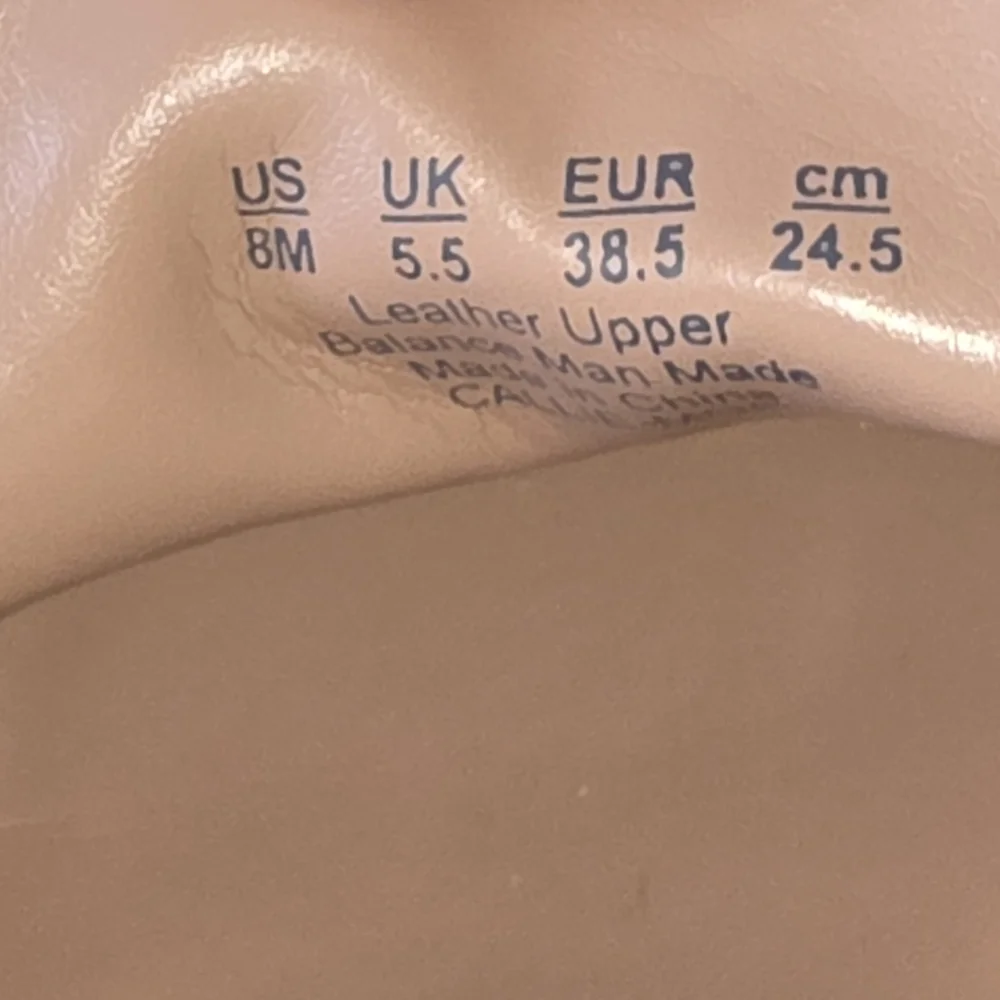 US UK EUR cm
8M 5.5 38.5 24.5
Leather Upper
Balance Man Made
Made in China